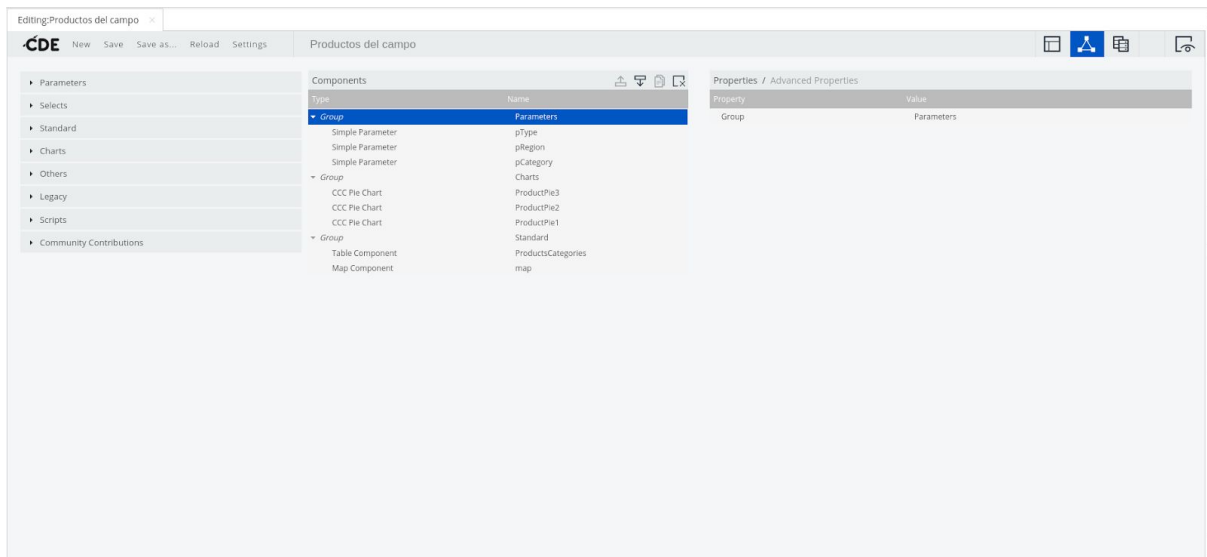 Editing:Productos del campo ×
CDE New Save Save as... Reload Settings Productos del campo
Parameters
Selects
Standard
Charts
Others
Legacy
Scripts
Community Contributions
Components
Type Name
Group Parameters
Simple Parameter pType
Simple Parameter pRegion
Simple Parameter pCategory
Group Charts
CCC Pie Chart ProductPie3
CCC Pie Chart ProductPie2
CCC Pie Chart ProductPie1
Group Standard
Table Component ProductsCategories
Map Component map
Properties / Advanced Properties
Property Value
Group Parameters